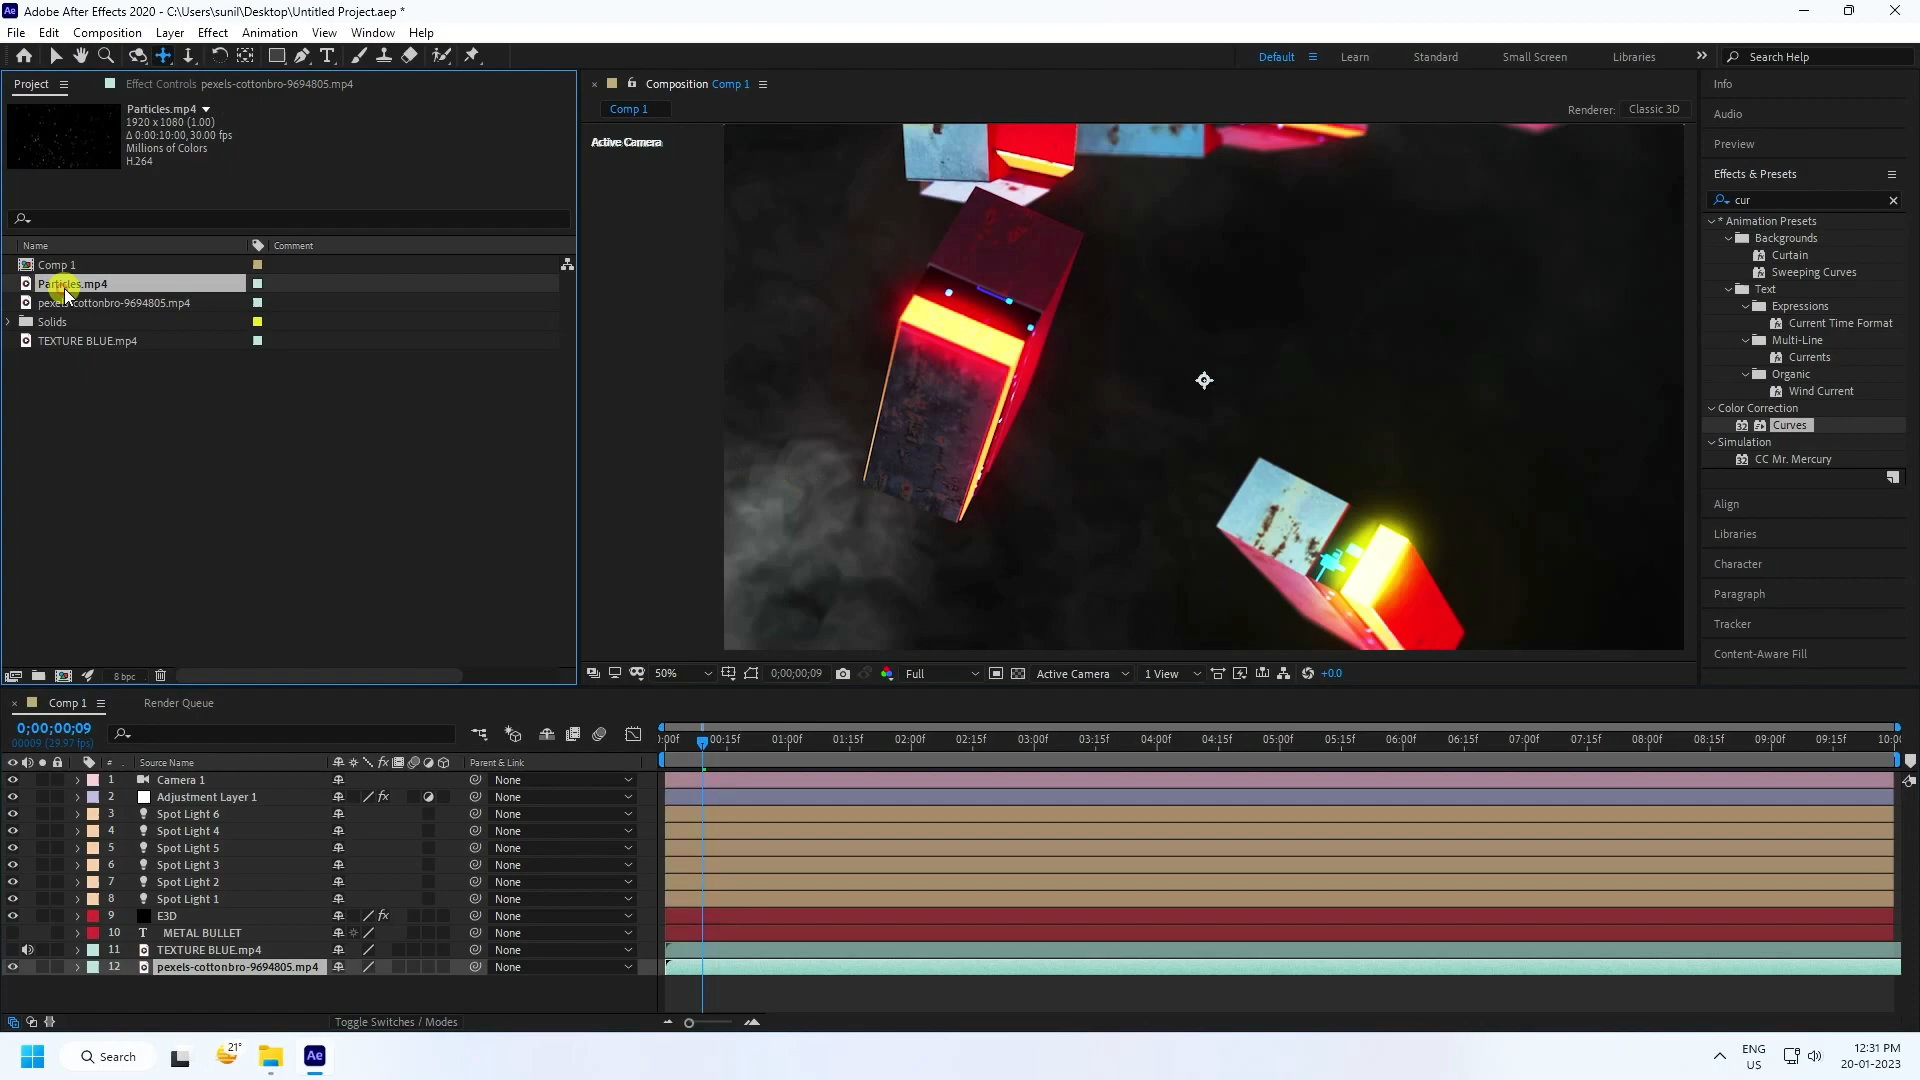 Adobe After Effects 2020 - C:\Users\sunil\Desktop\Untitled Project.aep *
File Edit Composition Layer Effect Animation View Window Help
Default Learn Standard Small Screen Libraries Search Help
Project Effect Controls pexels-cottonbro-9694805.mp4
Particles.mp4
1920 x 1080 (1.00)
Δ 0:00:10:00, 30.00 fps
Millions of Colors
H.264
Name Comment
Comp 1
Particles.mp4
pexels-cottonbro-9694805.mp4
Solids
TEXTURE BLUE.mp4
8 bpc
Composition Comp 1
Comp 1
Renderer: Classic 3D
Active Camera
50% 0;00;00;09 Full Active Camera 1 View +0.0
Info
Audio
Preview
Effects & Presets
cur
* Animation Presets
Backgrounds
Curtain
Sweeping Curves
Text
Expressions
Current Time Format
Multi-Line
Currents
Organic
Wind Current
Color Correction
Curves
Simulation
CC Mr. Mercury
Align
Libraries
Character
Paragraph
Tracker
Content-Aware Fill
Comp 1 Render Queue
0;00;00;09
00009 (29.97 fps)
:00f 00:15f 01:00f 01:15f 02:00f 02:15f 03:00f 03:15f 04:00f 04:15f 05:00f 05:15f 06:00f 06:15f 07:00f 07:15f 08:00f 08:15f 09:00f 09:15f 10:0
# Source Name Parent & Link
1 Camera 1 None
2 Adjustment Layer 1 fx None
3 Spot Light 6 None
4 Spot Light 4 None
5 Spot Light 5 None
6 Spot Light 3 None
7 Spot Light 2 None
8 Spot Light 1 None
9 E3D fx None
10 T METAL BULLET None
11 TEXTURE BLUE.mp4 None
12 pexels-cottonbro-9694805.mp4 None
Toggle Switches / Modes
Search
21°
Ae
ENG
US
12:31 PM
20-01-2023